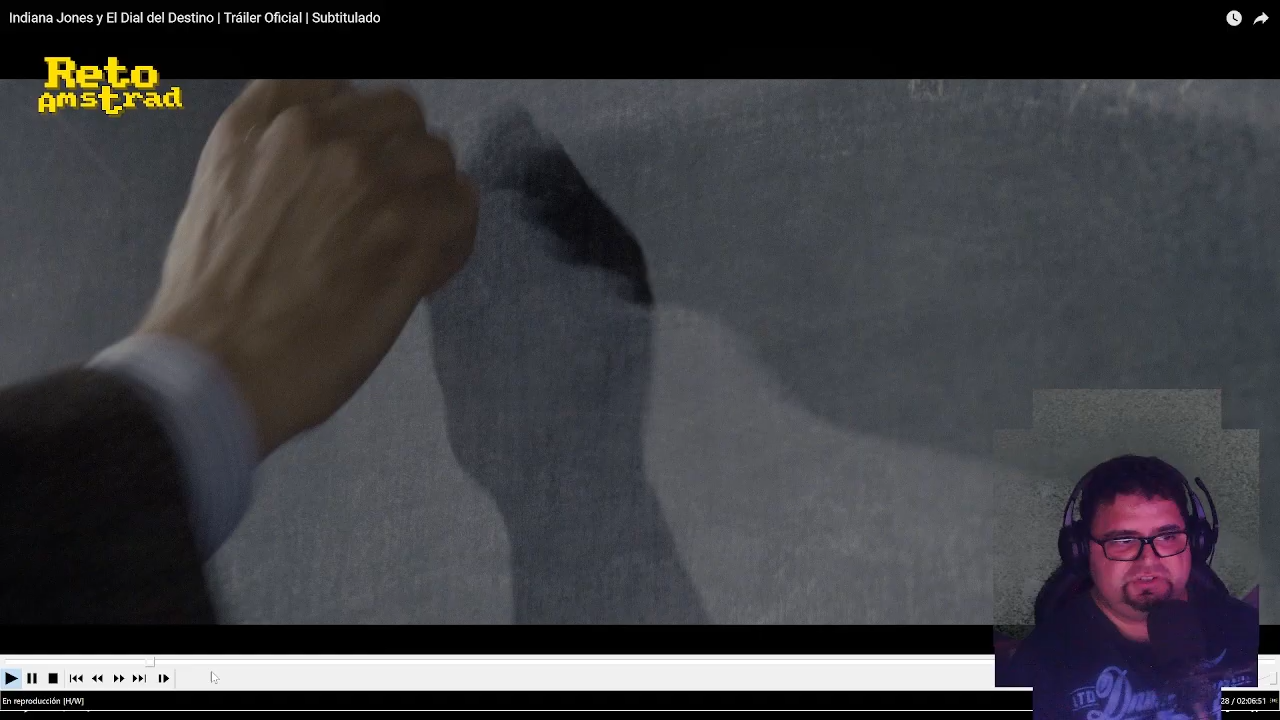 Indiana Jones y El Dial del Destino | Tráiler Oficial | Subtitulado
Reto
Amstrad
En reproducción [H/W]
28 / 02:06:51